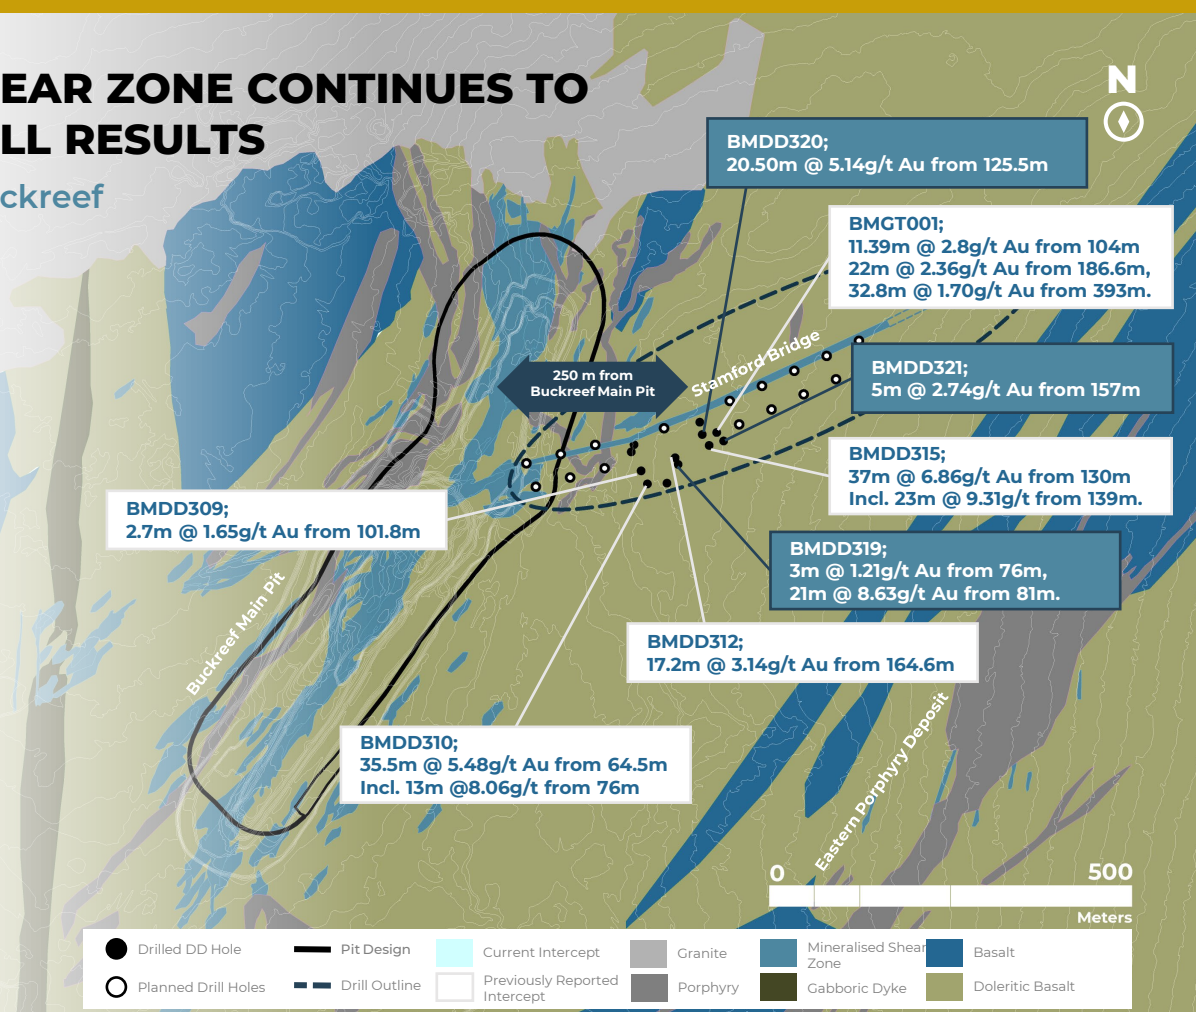 EAR ZONE CONTINUES TO
LL RESULTS
ckreef
N
BMDD320;
20.50m @ 5.14g/t Au from 125.5m
BMGT001;
11.39m @ 2.8g/t Au from 104m
22m @ 2.36g/t Au from 186.6m,
32.8m @ 1.70g/t Au from 393m.
Stamford Bridge
250 m from
Buckreef Main Pit
BMDD321;
5m @ 2.74g/t Au from 157m
BMDD315;
37m @ 6.86g/t Au from 130m
Incl. 23m @ 9.31g/t from 139m.
BMDD309;
2.7m @ 1.65g/t Au from 101.8m
BMDD319;
3m @ 1.21g/t Au from 76m,
21m @ 8.63g/t Au from 81m.
Buckreef Main Pit
BMDD312;
17.2m @ 3.14g/t Au from 164.6m
Eastern Porphyry Deposit
BMDD310;
35.5m @ 5.48g/t Au from 64.5m
Incl. 13m @8.06g/t from 76m
0 500
Meters
Drilled DD Hole
Planned Drill Holes
Pit Design
Drill Outline
Current Intercept
Previously Reported
Intercept
Granite
Porphyry
Mineralised Shear
Zone
Gabboric Dyke
Basalt
Doleritic Basalt